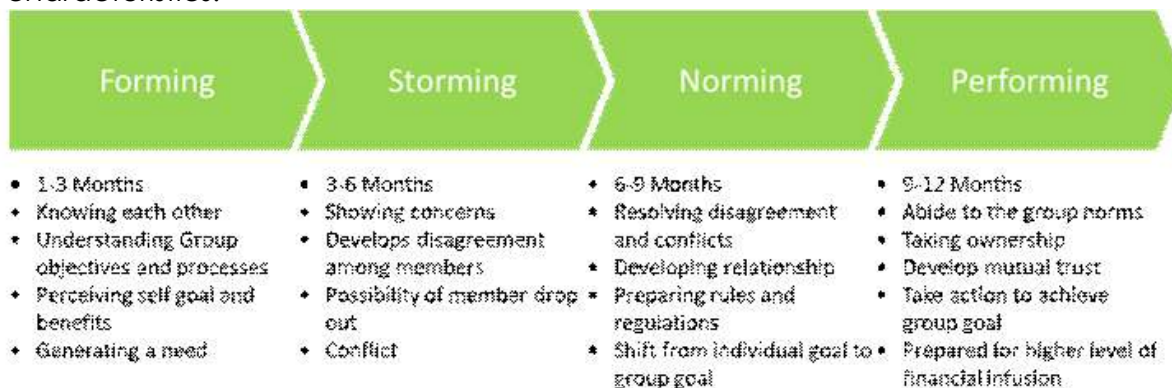 characteristics:
Forming
Storming
Norming
Performing
• 1-3 Months
• Knowing each other
• Understanding Group
objectives and processes
• Perceiving self goal and
benefits
• Generating a need
• 3-6 Months
• Showing concerns
• Develops disagreement
among members
• Possibility of member drop
out
• Conflict
• 6-9 Months
• Resolving disagreement
and conflicts
• Developing relationship
• Preparing rules and
regulations
• Shift from individual goal to
group goal
• 9-12 Months
• Abide to the group norms
• Taking ownership
• Develop mutual trust
• Take action to achieve
group goal
• Prepared for higher level of
financial infusion